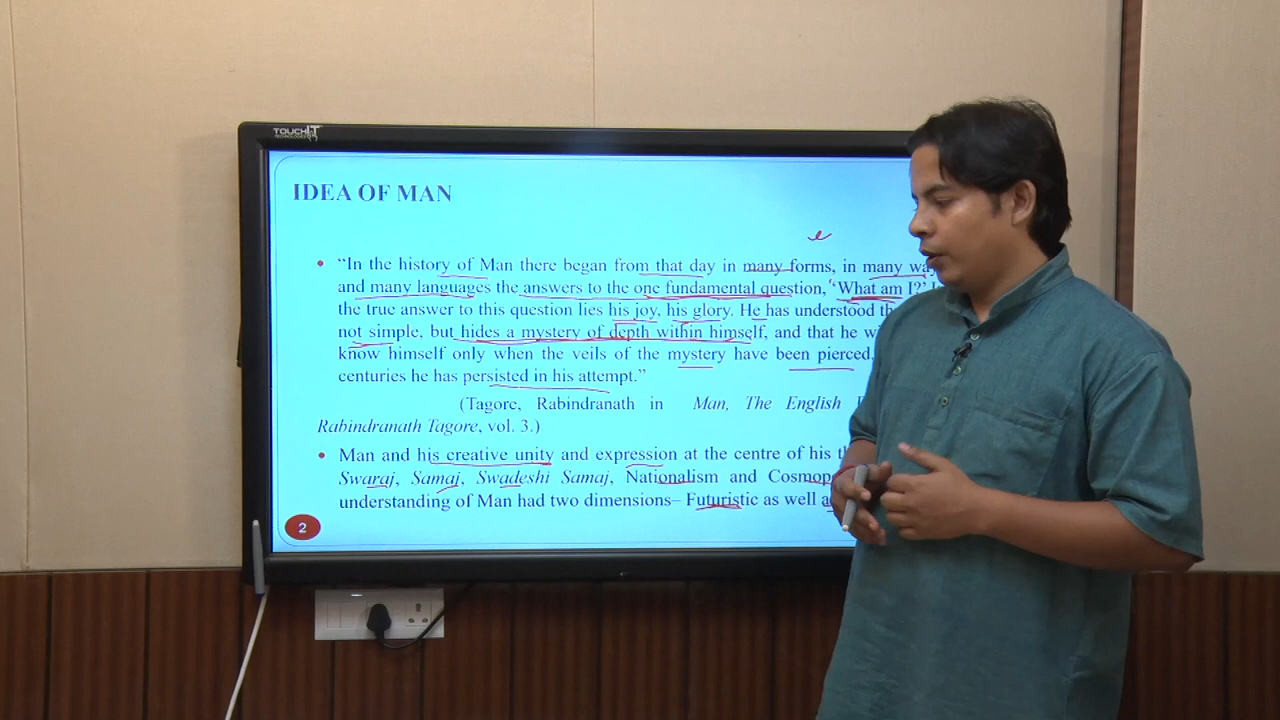 TOUCHIT
TECHNOLOGIES
IDEA OF MAN
• “In the history of Man there began from that day in many forms, in many
and many languages the answers to the one fundamental question, ‘What am I?’
the true answer to this question lies his joy, his glory. He has understood
not simple, but hides a mystery of depth within himself, and that he
know himself only when the veils of the mystery have been pierced,
centuries he has persisted in his attempt.”
(Tagore, Rabindranath in Man, The English
Rabindranath Tagore, vol. 3.)
• Man and his creative unity and expression at the centre of his
Swaraj, Samaj, Swadeshi Samaj, Nationalism and
understanding of Man had two dimensions– Futuristic as well
2